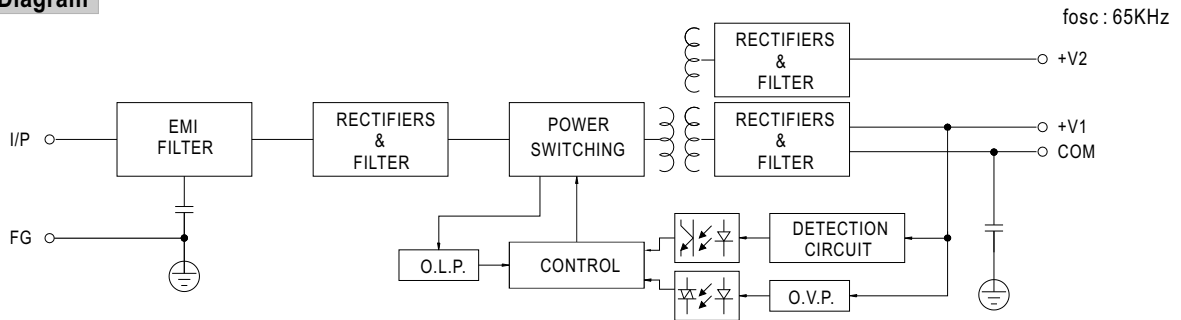 Diagram
fosc : 65KHz
RECTIFIERS
&
FILTER
+V2
I/P
EMI
FILTER
RECTIFIERS
&
FILTER
POWER
SWITCHING
RECTIFIERS
&
FILTER
+V1
COM
FG
O.L.P.
CONTROL
DETECTION
CIRCUIT
O.V.P.